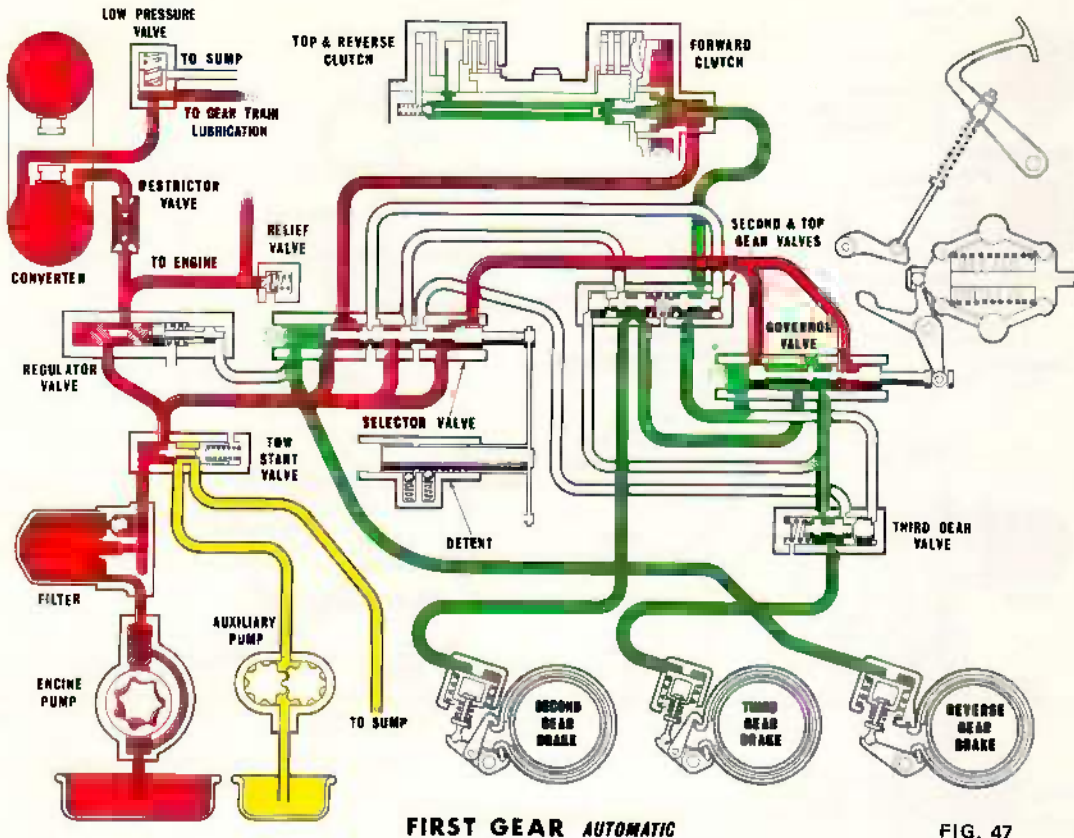 LOW PRESSURE
VALVE
TO SUMP
TO GEAR TRAIN
LUBRICATION
TOP & REVERSE
CLUTCH
FORWARD
CLUTCH
RESTRICTOR
VALVE
CONVERTER
TO ENGINE
RELIEF
VALVE
SECOND & TOP
GEAR VALVES
REGULATOR
VALVE
GOVERNOR
VALVE
SELECTOR VALVE
TOW
START
VALVE
DETENT
THIRD GEAR
VALVE
FILTER
AUXILIARY
PUMP
ENGINE
PUMP
TO SUMP
SECOND
GEAR
BRAKE
THIRD
GEAR
BRAKE
REVERSE
GEAR
BRAKE
FIRST GEAR AUTOMATIC
FIG. 47